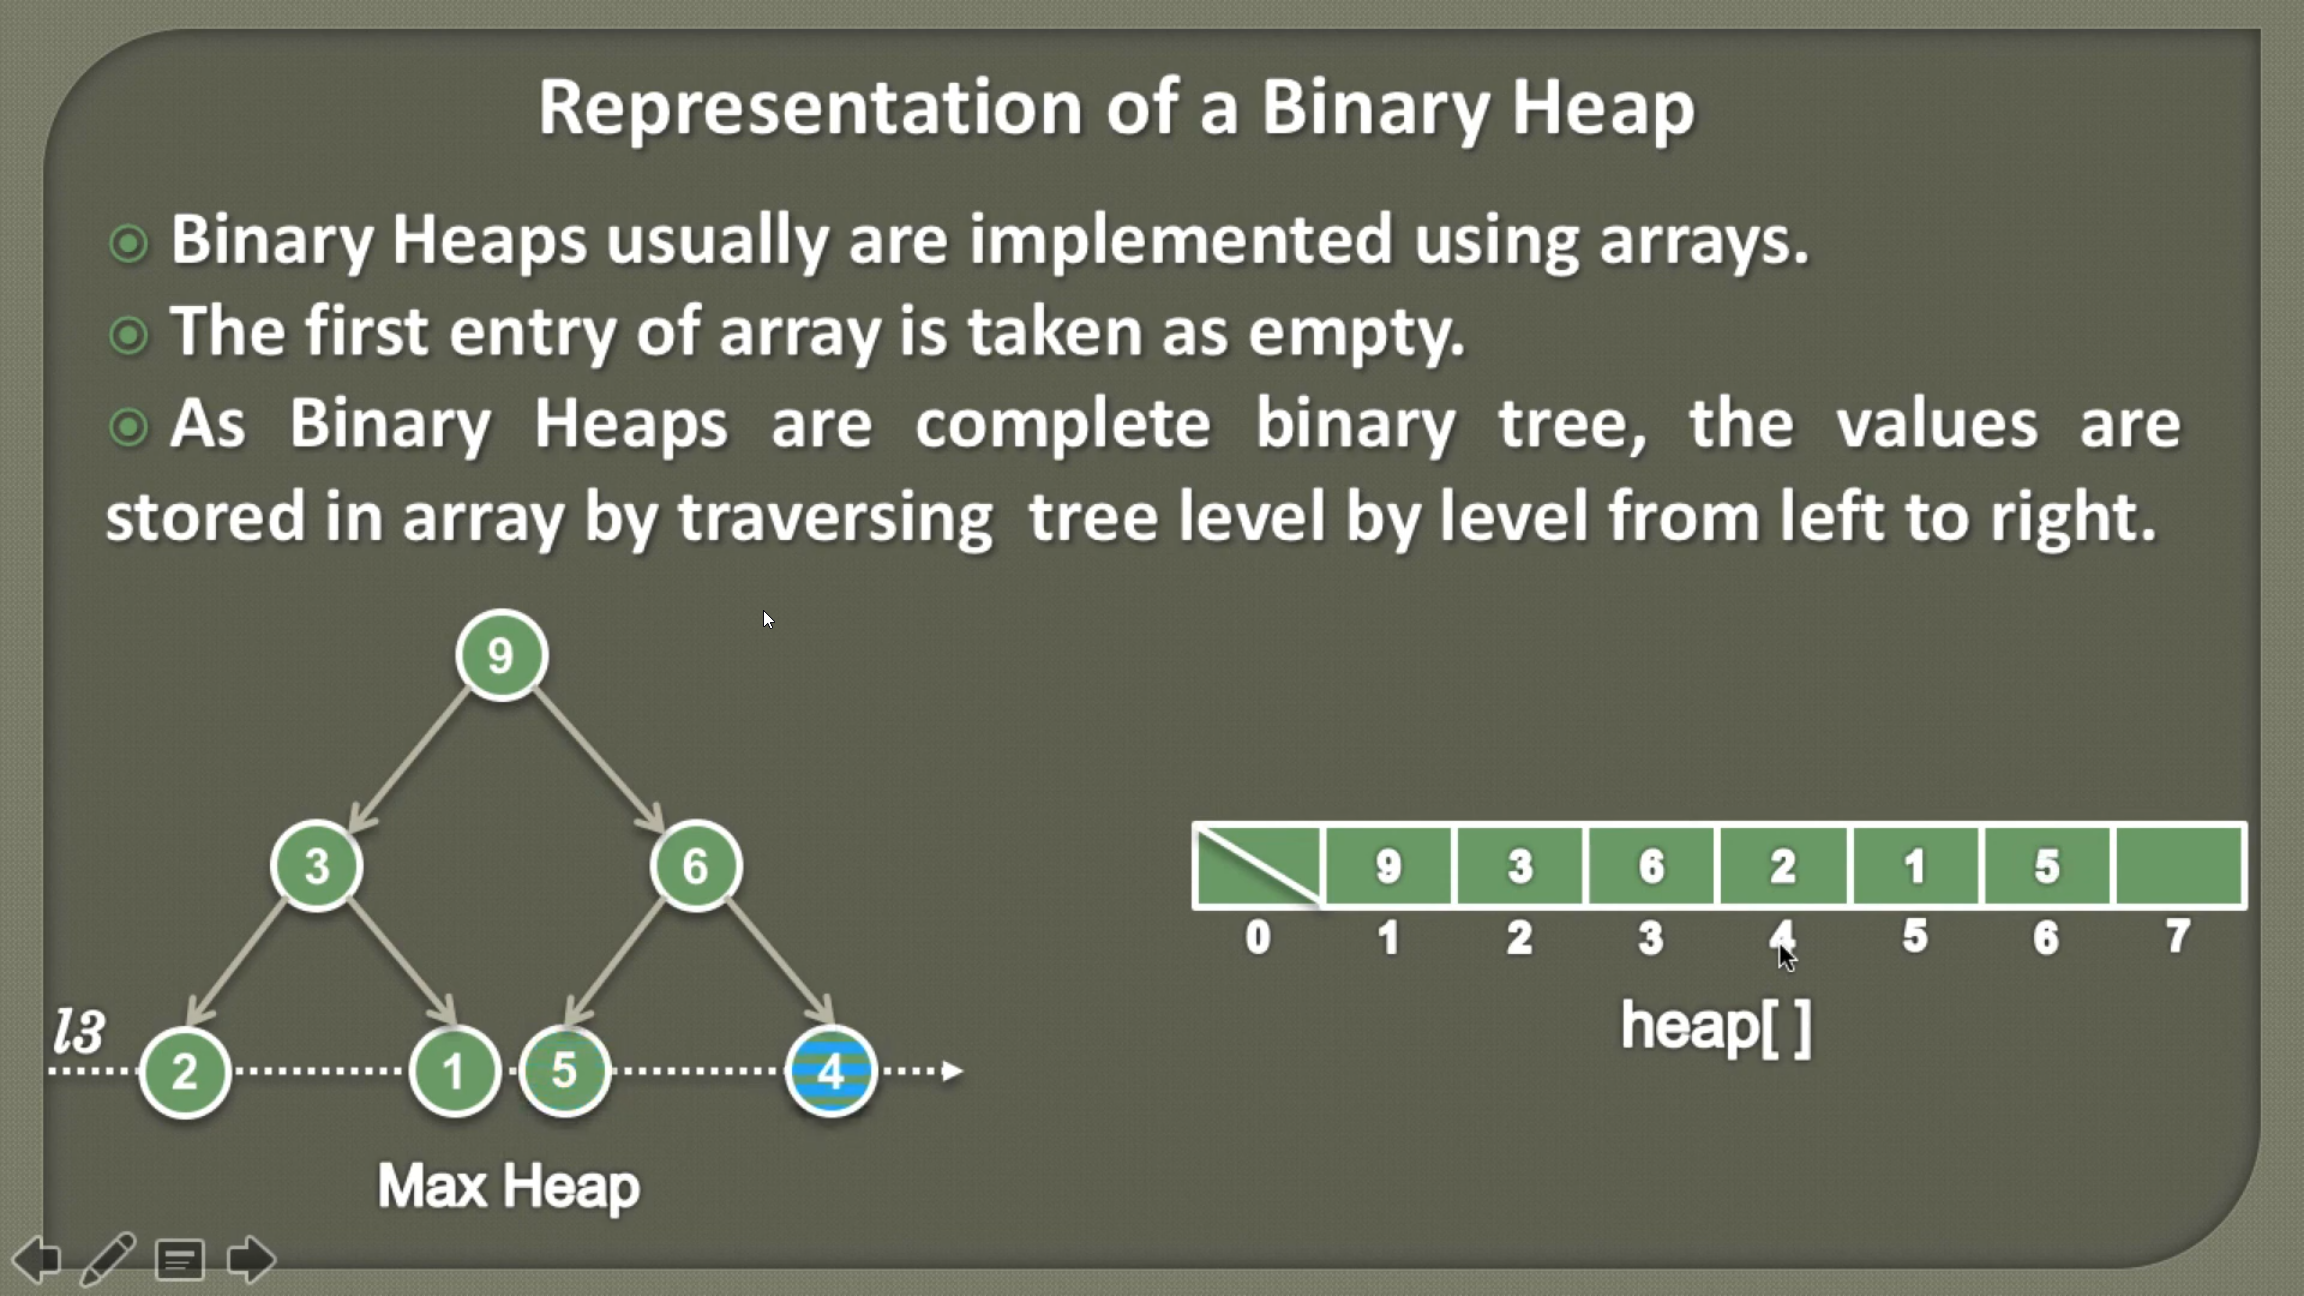 Representation of a Binary Heap
Binary Heaps usually are implemented using arrays.
The first entry of array is taken as empty.
As Binary Heaps are complete binary tree, the values are
stored in array by traversing tree level by level from left to right.
9
3 6
l3 2 1 5 4
Max Heap
9 3 6 2 1 5
0 1 2 3 4 5 6 7
heap[ ]